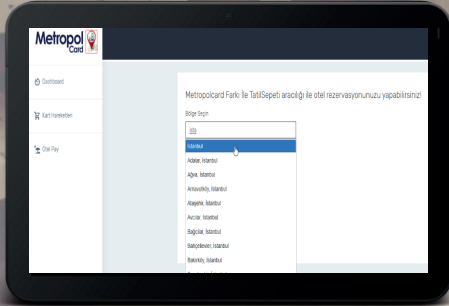 Metropol
Card
Dashboard
Kart Hareketleri
Otel Pay
Metropolcard Farkı İle TatilSepeti aracılığı ile otel rezervasyonunuzu yapabilirsiniz!
Bölge Seçin
ista
İstanbul
Adalar, İstanbul
Ağva, İstanbul
Arnavutköy, İstanbul
Ataşehir, İstanbul
Avcılar, İstanbul
Bağcılar, İstanbul
Bahçelievler, İstanbul
Bakırköy, İstanbul